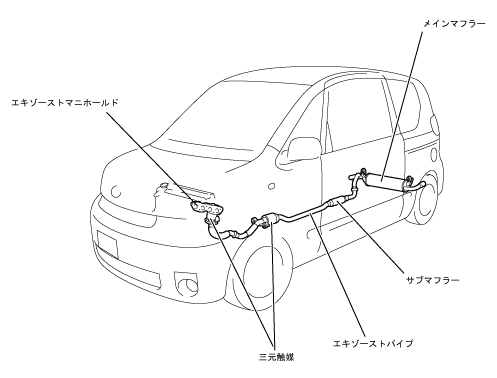 メインマフラー
エキゾーストマニホールド
サブマフラー
エキゾーストパイプ
三元触媒